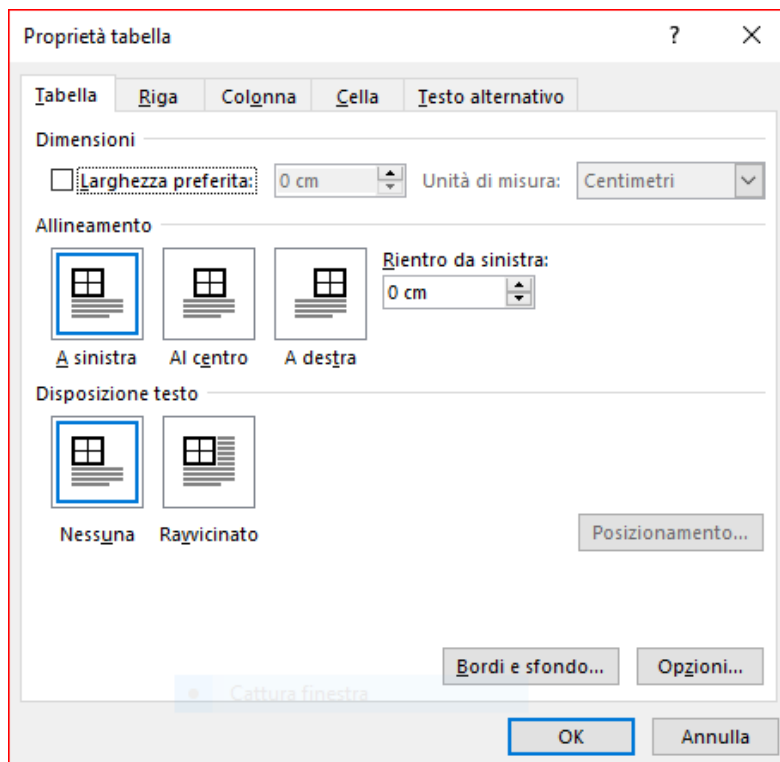 Proprietà tabella ?
Tabella Riga Colonna Cella Testo alternativo
Dimensioni
Larghezza preferita: 0 cm Unità di misura: Centimetri
Allineamento
Rientro da sinistra:
0 cm
A sinistra Al centro A destra
Disposizione testo
Nessuna Ravvicinato
Posizionamento...
Bordi e sfondo... Opzioni...
Cattura finestra
OK Annulla